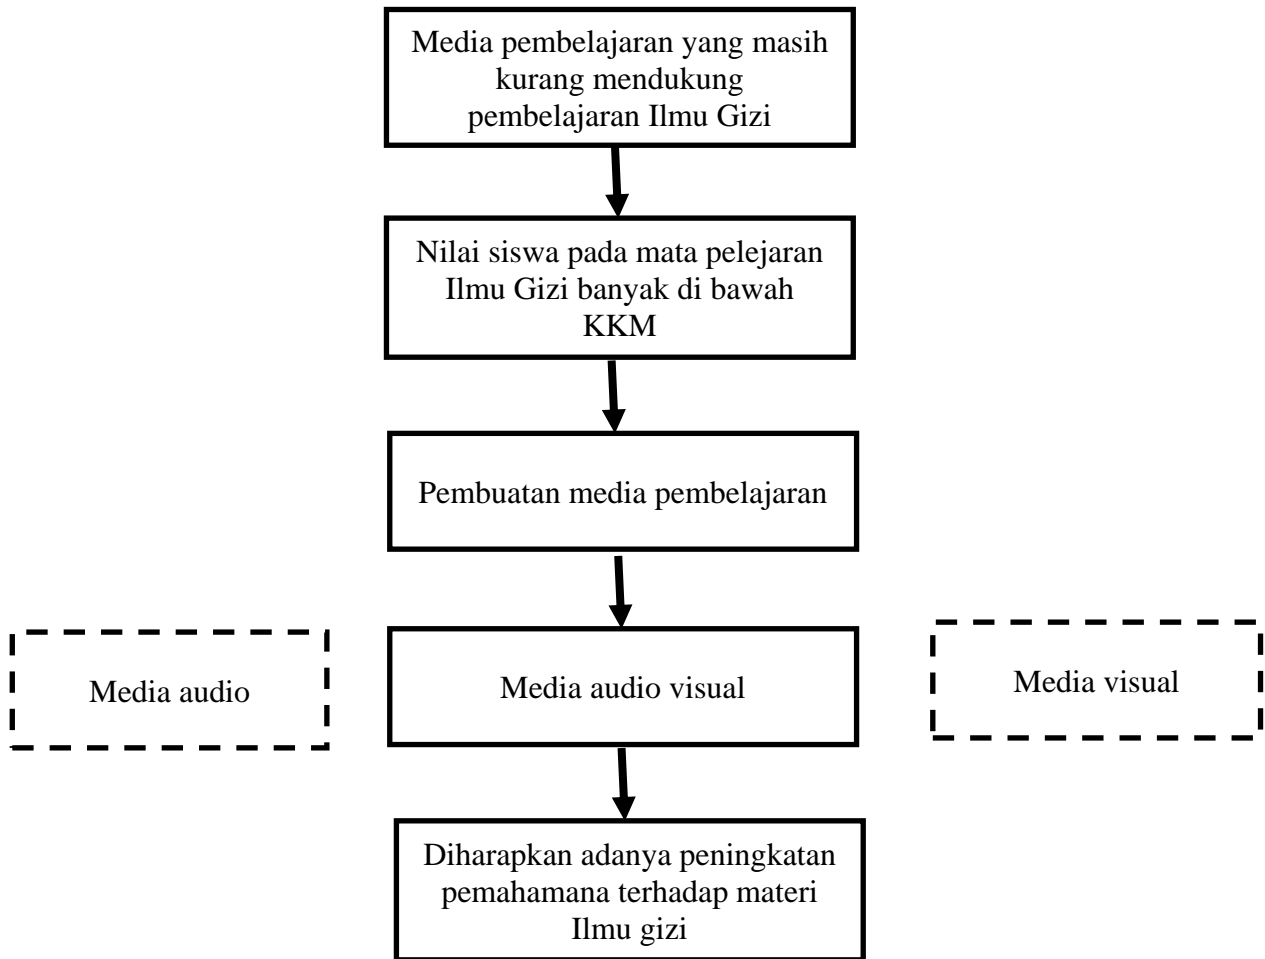 Media pembelajaran yang masih
kurang mendukung
pembelajaran Ilmu Gizi
Nilai siswa pada mata pelejaran
Ilmu Gizi banyak di bawah
KKM
Pembuatan media pembelajaran
Media audio
Media audio visual
Media visual
Diharapkan adanya peningkatan
pemahamana terhadap materi
Ilmu gizi